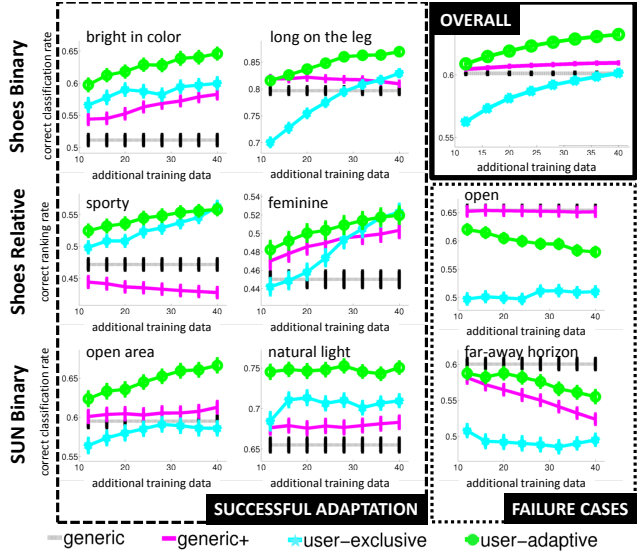 Shoes Binary
correct classification rate
bright in color
0.65
0.6
0.55
0.5
10 20 30 40
additional training data
long on the leg
0.85
0.8
0.75
0.7
10 20 30 40
additional training data
OVERALL
0.6
0.55
10 15 20 25 30 35 40
additional training data
Shoes Relative
correct ranking rate
sporty
0.55
0.5
0.45
10 20 30 40
additional training data
feminine
0.54
0.52
0.5
0.48
0.46
0.44
10 20 30 40
additional training data
open
0.65
0.6
0.55
0.5
10 20 30 40
additional training data
SUN Binary
correct classification rate
open area
0.65
0.6
0.55
10 20 30 40
additional training data
natural light
0.75
0.7
0.65
10 20 30 40
additional training data
far-away horizon
0.6
0.5
10 20 30 40
additional training data
SUCCESSFUL ADAPTATION
FAILURE CASES
generic generic+ user-exclusive user-adaptive